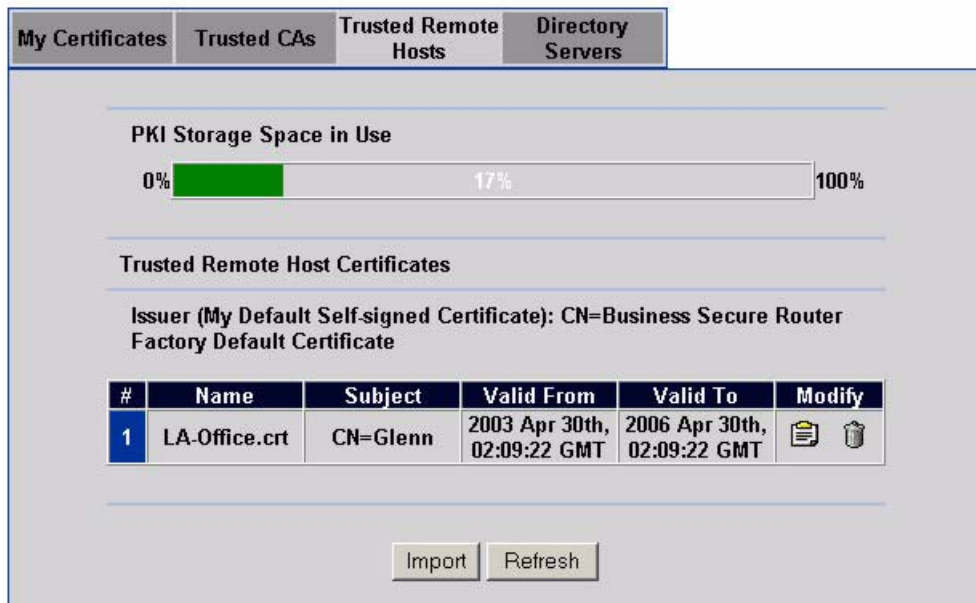 My Certificates Trusted CAs Trusted Remote Hosts Directory Servers
PKI Storage Space in Use
0% 17% 100%
Trusted Remote Host Certificates
Issuer (My Default Self-signed Certificate): CN=Business Secure Router
Factory Default Certificate
# Name Subject Valid From Valid To Modify
1 LA-Office.crt CN=Glenn 2003 Apr 30th, 02:09:22 GMT 2006 Apr 30th, 02:09:22 GMT
Import Refresh